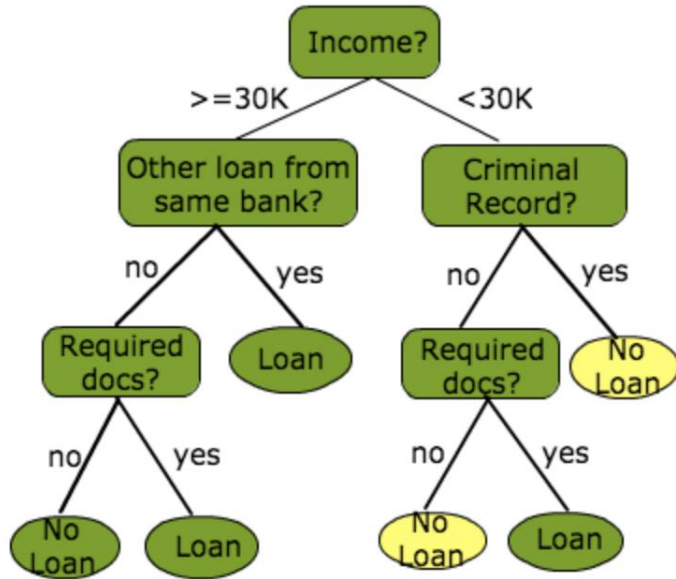 Income?
>=30K
<30K
Other loan from
same bank?
Criminal
Record?
no
yes
no
yes
Required
docs?
Loan
Required
docs?
No
Loan
no
yes
no
yes
No
Loan
Loan
No
Loan
Loan